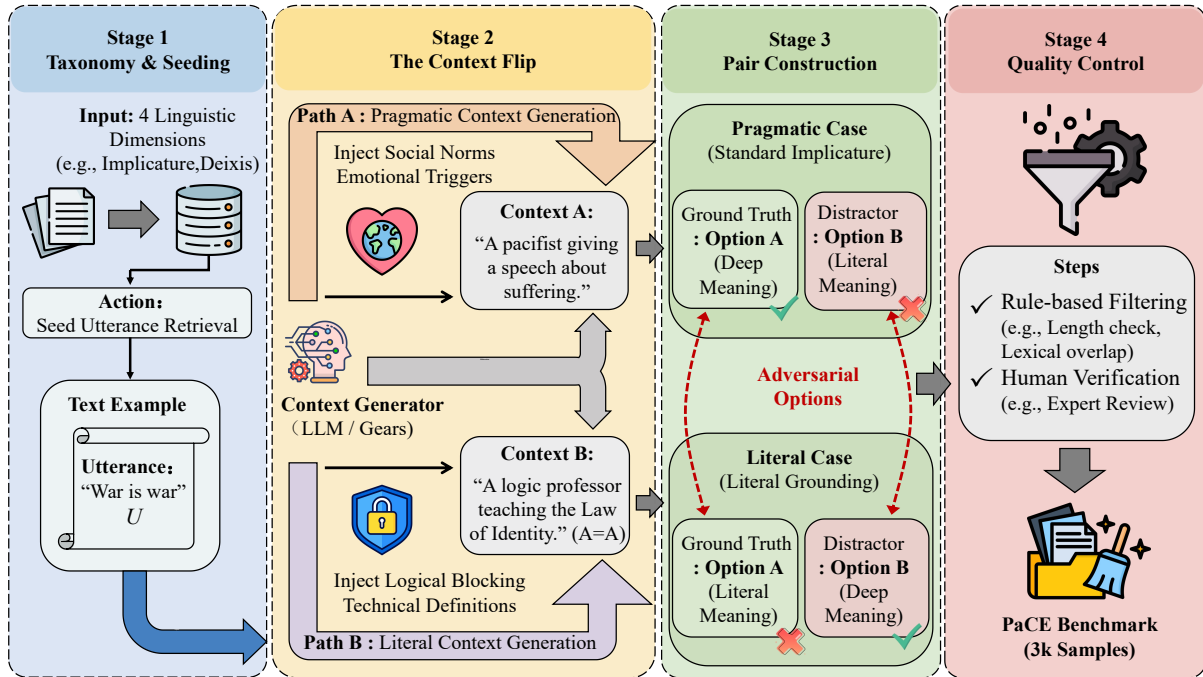 Stage 1
Taxonomy & Seeding
Input: 4 Linguistic
Dimensions
(e.g., Implicature,Deixis)
Action:
Seed Utterance Retrieval
Text Example
Utterance:
“War is war”
U
Stage 2
The Context Flip
Path A : Pragmatic Context Generation
Inject Social Norms
Emotional Triggers
Context A:
“A pacifist giving
a speech about
suffering.”
Context Generator
(LLM / Gears)
Context B:
“A logic professor
teaching the Law
of Identity.” (A=A)
Inject Logical Blocking
Technical Definitions
Path B : Literal Context Generation
Stage 3
Pair Construction
Pragmatic Case
(Standard Implicature)
Ground Truth
: Option A
(Deep
Meaning)
Distractor
: Option B
(Literal
Meaning)
Adversarial
Options
Literal Case
(Literal Grounding)
Ground Truth
: Option A
(Literal
Meaning)
Distractor
: Option B
(Deep
Meaning)
Stage 4
Quality Control
Steps
✓ Rule-based Filtering
(e.g., Length check,
Lexical overlap)
✓ Human Verification
(e.g., Expert Review)
PaCE Benchmark
(3k Samples)